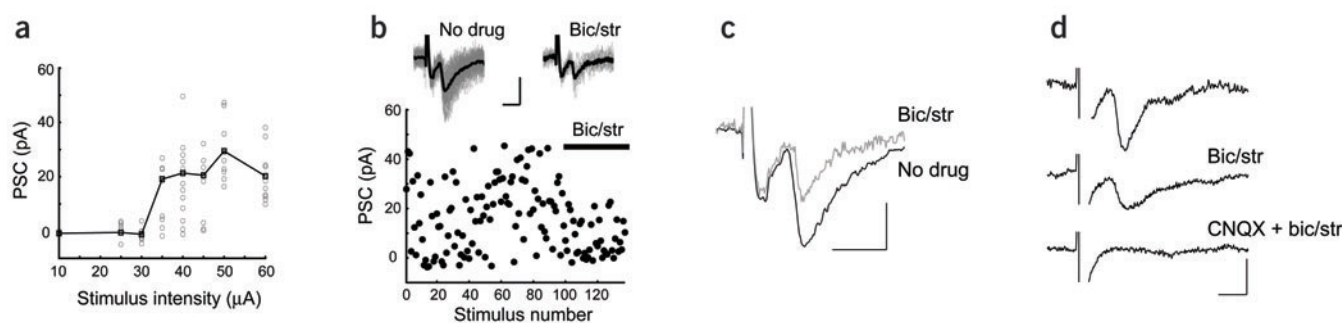 a
60
40
20
0
PSC (pA)
10 20 30 40 50 60
Stimulus intensity (μA)
b
No drug
Bic/str
60
40
20
0
PSC (pA)
Bic/str
0 20 40 60 80 100 120
Stimulus number
c
Bic/str
No drug
d
Bic/str
CNQX + bic/str